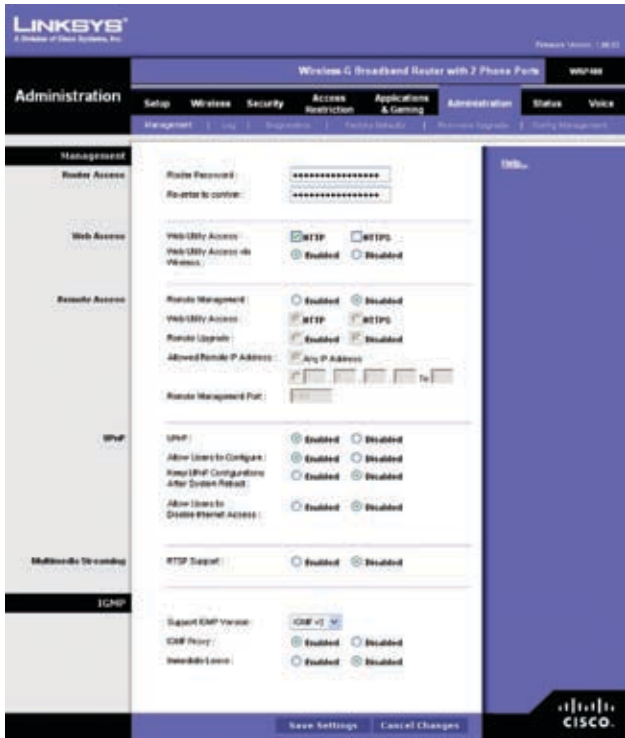 LINKSYS®
A Division of Cisco Systems, Inc.
Firmware Version:
Wireless-G Broadband Router with 2 Phone Ports
Administration
Setup Wireless Security Access Restriction Applications & Gaming Administration Status Voice
Management | Log | Diagnostics | Factory Defaults | Firmware Upgrade | Config Management
Management
Help...
Router Access
Router Password :
Re-enter to confirm :
Web Access
Web Utility Access : HTTP HTTPS
Web Utility Access via Wireless : Enabled Disabled
Remote Access
Remote Management : Enabled Disabled
Web Utility Access : HTTP HTTPS
Remote Upgrade : Enabled Disabled
Allowed Remote IP Address : Any IP Address
To
Remote Management Port :
UPnP
UPnP : Enabled Disabled
Allow Users to Configure : Enabled Disabled
Keep UPnP Configurations After System Reboot : Enabled Disabled
Allow Users to Disable Internet Access : Enabled Disabled
Multimedia Streaming
RTSP Support : Enabled Disabled
IGMP
Support IGMP Version :
IGMP Proxy : Enabled Disabled
Immediate Leave : Enabled Disabled
Save Settings Cancel Changes
CISCO.